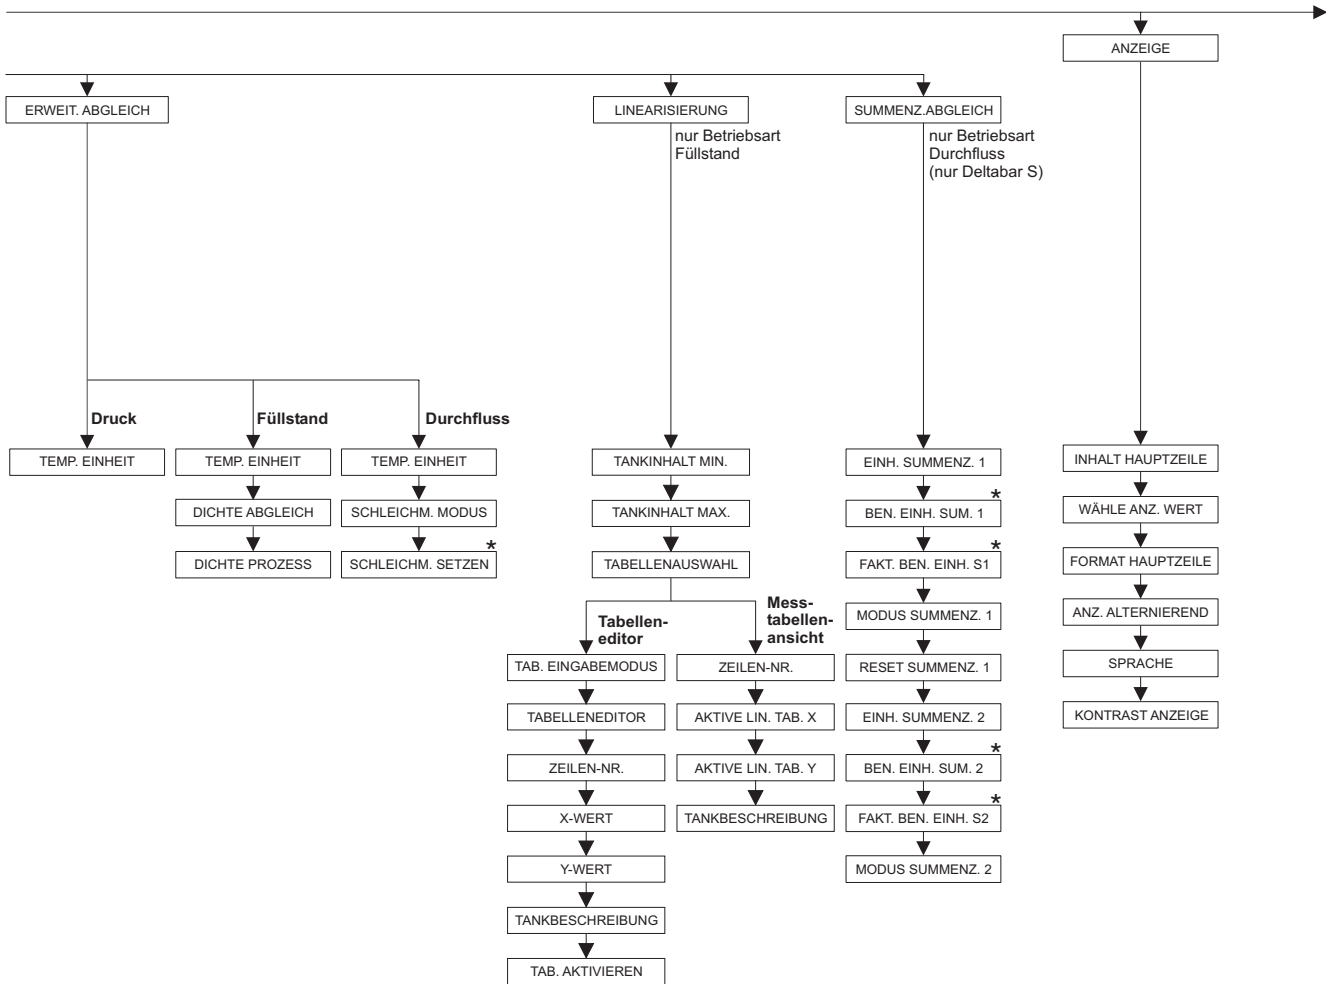 ANZEIGE
ERWEIT. ABGLEICH
LINEARISIERUNG
nur Betriebsart
Füllstand
SUMMENZ.ABGLEICH
nur Betriebsart
Durchfluss
(nur Deltabar S)
Druck
Füllstand
Durchfluss
TEMP. EINHEIT
TEMP. EINHEIT
DICHTE ABGLEICH
DICHTE PROZESS
TEMP. EINHEIT
SCHLEICHM. MODUS
*
SCHLEICHM. SETZEN
TANKINHALT MIN.
TANKINHALT MAX.
TABELLENAUSWAHL
Tabellen-
editor
TAB. EINGABEMODUS
TABELLENEDITOR
ZEILEN-NR.
X-WERT
Y-WERT
TANKBESCHREIBUNG
TAB. AKTIVIEREN
Mess-
tabellen-
ansicht
ZEILEN-NR.
AKTIVE LIN. TAB. X
AKTIVE LIN. TAB. Y
TANKBESCHREIBUNG
EINH. SUMMENZ. 1
*
BEN. EINH. SUM. 1
*
FAKT. BEN. EINH. S1
MODUS SUMMENZ. 1
RESET SUMMENZ. 1
EINH. SUMMENZ. 2
*
BEN. EINH. SUM. 2
*
FAKT. BEN. EINH. S2
MODUS SUMMENZ. 2
INHALT HAUPTZEILE
WÄHLE ANZ. WERT
FORMAT HAUPTZEILE
ANZ. ALTERNIEREND
SPRACHE
KONTRAST ANZEIGE